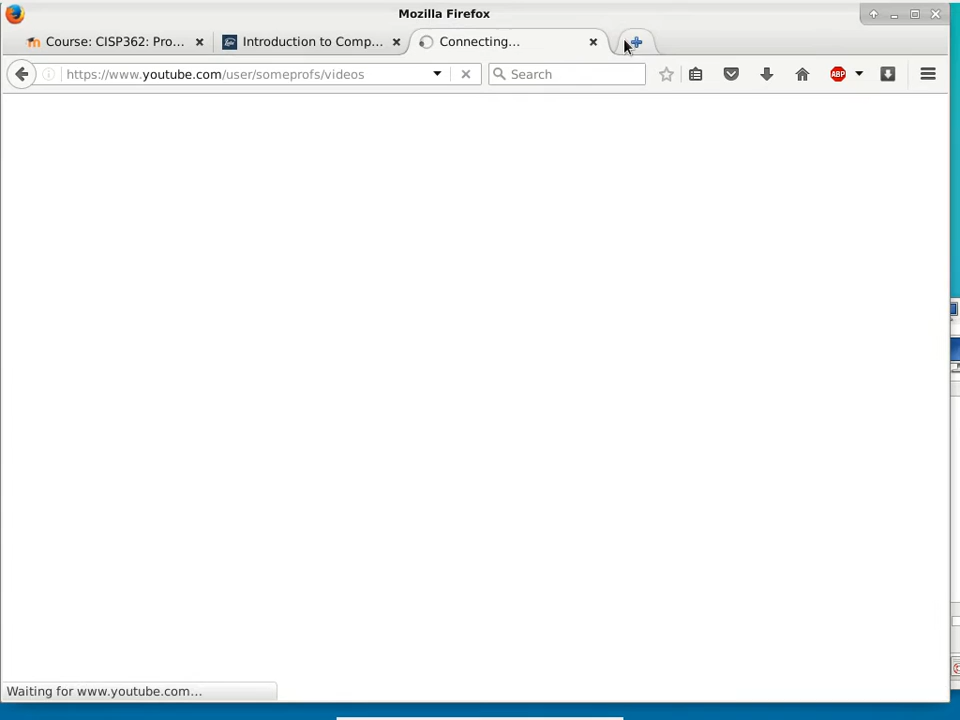 Mozilla Firefox
Course: CISP362: Pro... Introduction to Comp... Connecting...
https://www.youtube.com/user/someprofs/videos Search ABP
Waiting for www.youtube.com...